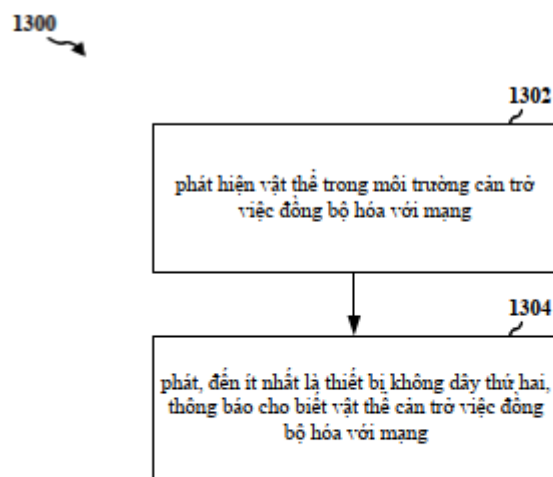 1300
1302
phát hiện vật thể trong môi trường cản trở
việc đồng bộ hóa với mạng
1304
phát, đến ít nhất là thiết bị không dây thứ hai,
thông báo cho biết vật thể cản trở việc đồng
bộ hóa với mạng